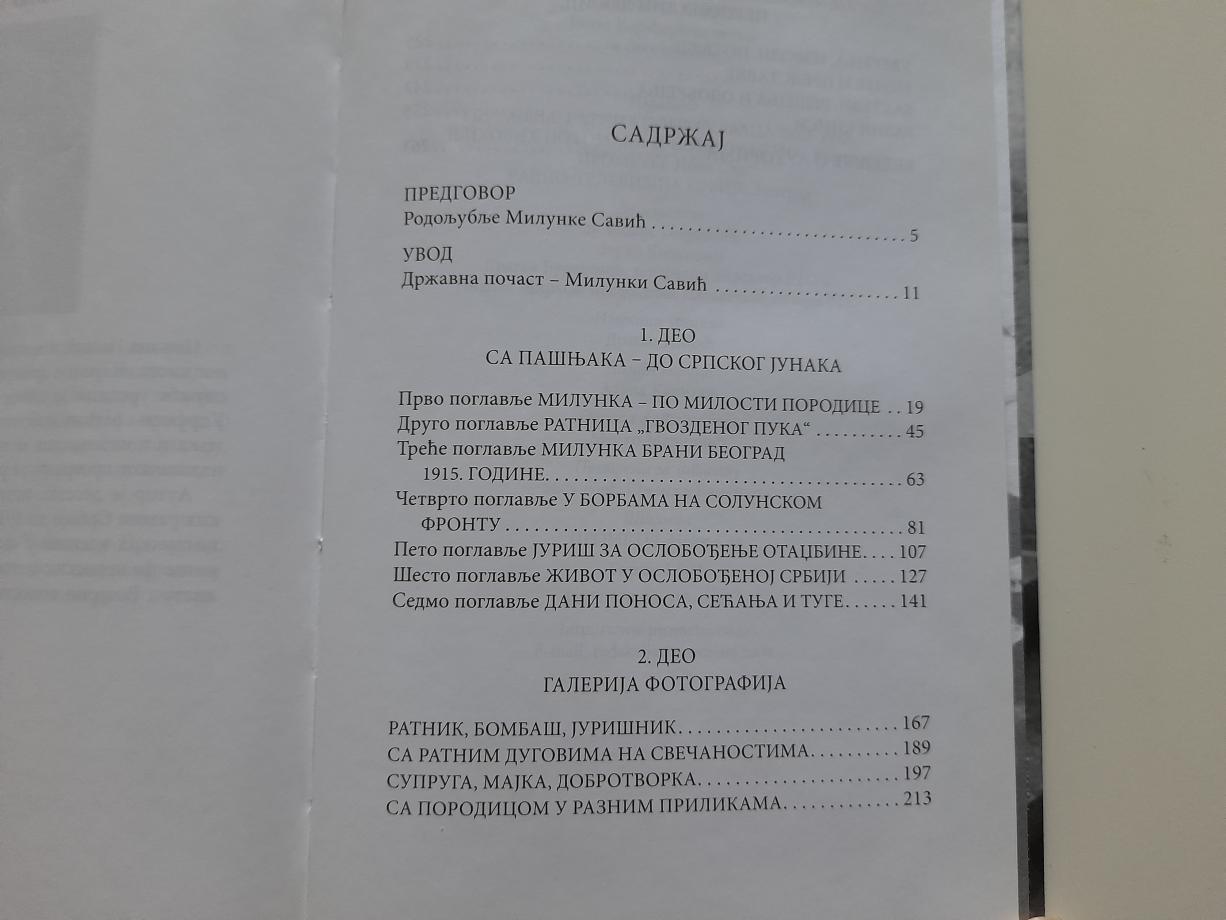 САДРЖАЈ
ПРЕДГОВОР
Родољубље Милунке Савић ............................ 5
УВОД
Државна почаст – Милунки Савић .................... 11
1. ДЕО
СА ПАШЊАКА – ДО СРПСКОГ ЈУНАКА
Прво поглавље МИЛУНКА – ПО МИЛОСТИ ПОРОДИЦЕ .. 19
Друго поглавље РАТНИЦА „ГВОЗДЕНОГ ПУКА“ .......... 45
Треће поглавље МИЛУНКА БРАНИ БЕОГРАД
1915. ГОДИНЕ....................................... 63
Четврто поглавље У БОРБАМА НА СОЛУНСКОМ
ФРОНТУ ............................................ 81
Пето поглавље ЈУРИШ ЗА ОСЛОБОЂЕЊЕ ОТАЏБИНЕ.... 107
Шесто поглавље ЖИВОТ У ОСЛОБОЂЕНОЈ СРБИЈИ ..... 127
Седмо поглавље ДАНИ ПОНОСА, СЕЋАЊА И ТУГЕ...... 141
2. ДЕО
ГАЛЕРИЈА ФОТОГРАФИЈА
РАТНИК, БОМБАШ, ЈУРИШНИК........................ 167
СА РАТНИМ ДУГОВИМА НА СВЕЧАНОСТИМА.......... 189
СУПРУГА, МАЈКА, ДОБРОТВОРКА...................... 197
СА ПОРОДИЦОМ У РАЗНИМ ПРИЛИКАМА............. 213